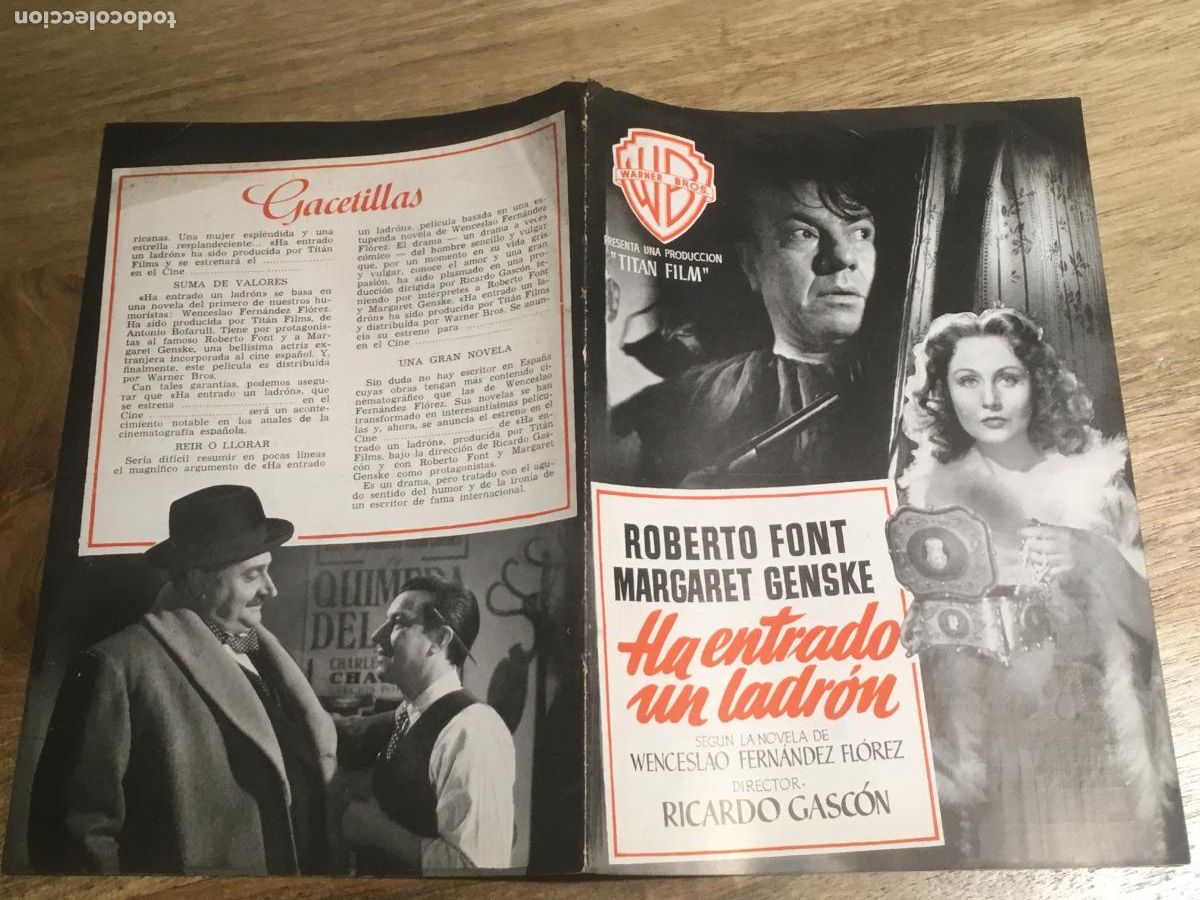 todocoleccion
Gacetillas
ricanas. Una mujer espléndida y una
estrella resplandeciente... «Ha entrado
un ladrón» ha sido producida por Titán
Films y se estrenará el
en el Cine
SUMA DE VALORES
«Ha entrado un ladrón» se basa en
una novela del primero de nuestros hu-
moristas: Wenceslao Fernández Flórez.
Ha sido producida por Titán Films, de
Antonio Bofarull. Tiene por protagonis-
tas al famoso Roberto Font y a Mar-
garet Genske, una bellísima actriz ex-
tranjera incorporada al cine español. Y,
finalmente, este película es distribuída
por Warner Bros.
Can tales garantías, podemos asegu-
rar que «Ha entrado un ladrón», que
se estrena ........................ en el
Cine ........................ será un aconte-
cimiento notable en los anales de la
cinematografía española.
REIR O LLORAR
Sería difícil resumir en pocas líneas
el magnífico argumento de «Ha entrado
un ladrón», película basada en una es-
tupenda novela de Wenceslao Fernández
Flórez. El drama — un drama a veces
cómico — del hombre sencillo y vulgar
que, por un momento en su vida gris
y vulgar, conoce el amor y una gran
pasión, ha sido plasmado en una pro-
ducción dirigida por Ricardo Gascón, te-
niendo por intérpretes a Roberto Font
y Margaret Genske. «Ha entrado un la-
drón» ha sido producida por Titán Films
y distribuída por Warner Bros. Se anun-
cia su estreno para ........................
en el Cine ........................
UNA GRAN NOVELA
Sin duda no hay escritor en España
cuyas obras tengan más contenido ci-
nematográfico que las de Wenceslao
Fernández Flórez. Sus novelas se han
transformado en interesantísimas pelícu-
las y, ahora, se anuncia el estreno en el
Cine ........................ de «Ha en-
trado un ladrón», producida por Titán
Films, bajo la dirección de Ricardo Gas-
cón y con Roberto Font y Margaret
Genske como protagonistas.
Es un drama, pero tratado con el agu-
do sentido del humor y de la ironía de
un escritor de fama internacional.
QUIMERA
DEL
CHARLE
CHA
WB
WARNER BROS.
PRESENTA UNA PRODUCCION
"TITAN FILM"
ROBERTO FONT
MARGARET GENSKE
Ha entrado
un ladrón
SEGUN LA NOVELA DE
WENCESLAO FERNÁNDEZ FLÓREZ
DIRECTOR·
RICARDO GASCÓN